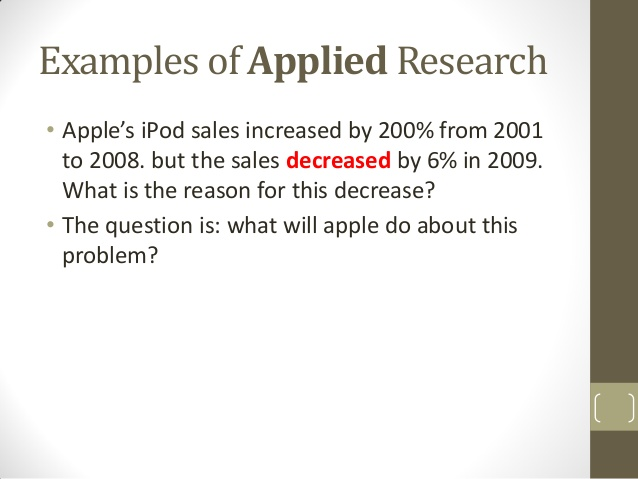 Examples of Applied Research
• Apple’s iPod sales increased by 200% from 2001
to 2008. but the sales decreased by 6% in 2009.
What is the reason for this decrease?
• The question is: what will apple do about this
problem?